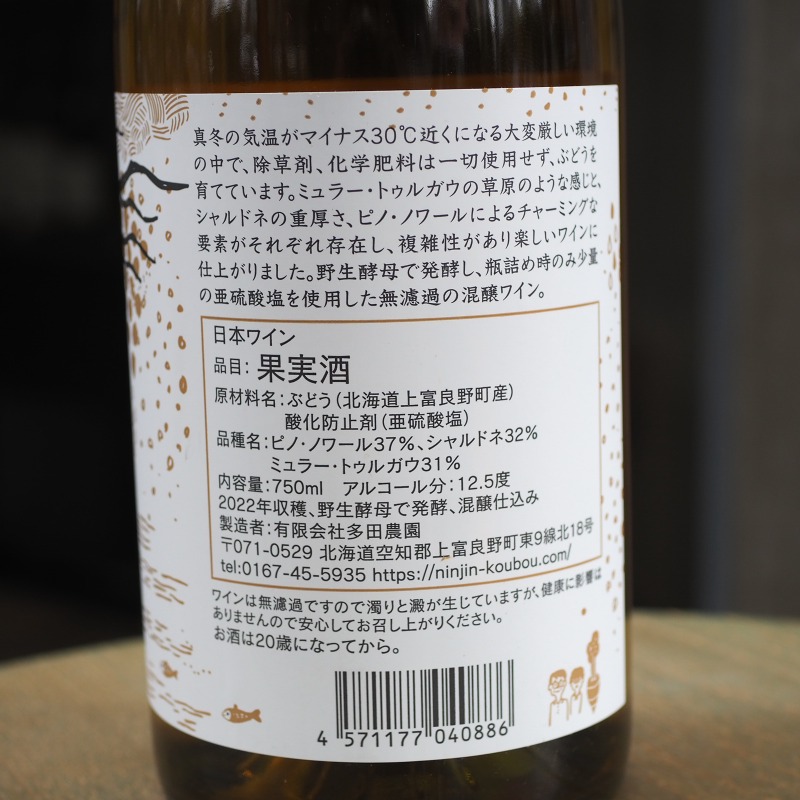 真冬の気温がマイナス30℃近くになる大変厳しい環境
の中で、除草剤、化学肥料は一切使用せず、ぶどうを
育てています。ミュラー・トゥルガウの草原のような感じと、
シャルドネの重厚さ、ピノ・ノワールによるチャーミングな
要素がそれぞれ存在し、複雑性があり楽しいワインに
仕上がりました。野生酵母で発酵し、瓶詰め時のみ少量
の亜硫酸塩を使用した無濾過の混醸ワイン。
日本ワイン
品目：果実酒
原材料名：ぶどう（北海道上富良野町産）
酸化防止剤（亜硫酸塩）
品種名：ピノ・ノワール37%、シャルドネ32%
ミュラー・トゥルガウ31%
内容量：750ml アルコール分：12.5度
2022年収穫、野生酵母で発酵、混醸仕込み
製造者：有限会社多田農園
〒071-0529 北海道空知郡上富良野町東9線北18号
tel:0167-45-5935 https://ninjin-koubou.com/
ワインは無濾過ですので濁りと澱が生じていますが、健康に影響は
ありませんので安心してお召し上がりください。
お酒は20歳になってから。
4 571177 040886